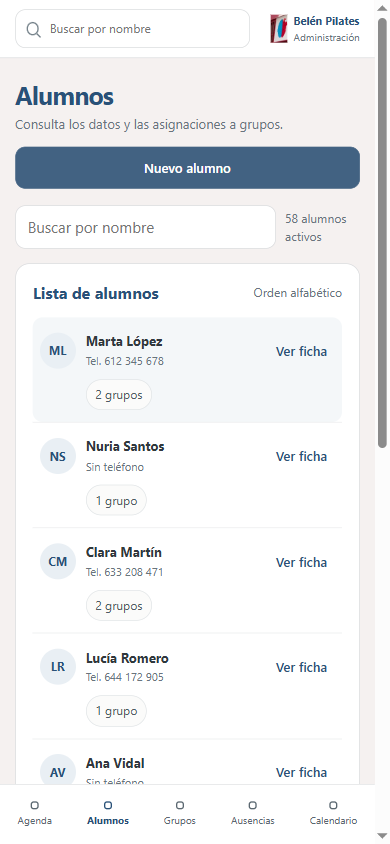 Buscar por nombre
Belén Pilates
Administración
Alumnos
Consulta los datos y las asignaciones a grupos.
Nuevo alumno
Buscar por nombre
58 alumnos
activos
Lista de alumnos
Orden alfabético
ML
Marta López
Tel. 612 345 678
2 grupos
Ver ficha
NS
Nuria Santos
Sin teléfono
1 grupo
Ver ficha
CM
Clara Martín
Tel. 633 208 471
2 grupos
Ver ficha
LR
Lucía Romero
Tel. 644 172 905
1 grupo
Ver ficha
AV
Ana Vidal
Sin teléfono
Ver ficha
Agenda
Alumnos
Grupos
Ausencias
Calendario